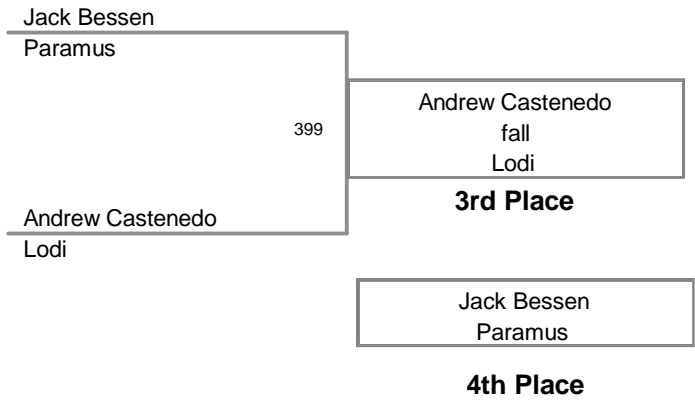 Jack Bessen
Paramus
399
Andrew Castenedo
fall
Lodi
3rd Place
Andrew Castenedo
Lodi
Jack Bessen
Paramus
4th Place